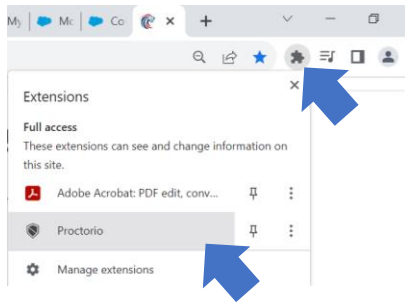 My Mc Co
Extensions
Full access
These extensions can see and change information on
this site.
Adobe Acrobat: PDF edit, conv...
Proctorio
Manage extensions